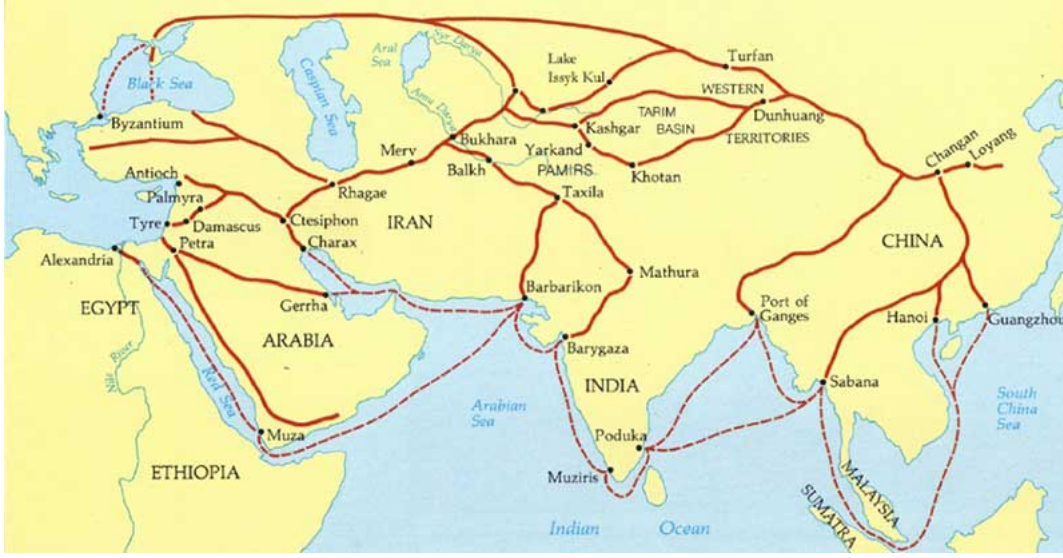 Aral
Sea
Syr Darya
Lake
Issyk Kul
Turfan
Black Sea
Caspian Sea
WESTERN
Byzantium
Amu Darya
TARIM
BASIN
Dunhuang
Bukhara
Kashgar
TERRITORIES
Merv
Balkh
Yarkand
PAMIRS
Khotan
Changan
Loyang
Antioch
Rhagae
Palmyra
Taxila
Tyre
Damascus
Ctesiphon
IRAN
Petra
Charax
CHINA
Alexandria
Mathura
EGYPT
Gerrha
Barbarikon
Port of
Ganges
Hanoi
Guangzhou
ARABIA
Barygaza
Nile River
Red Sea
INDIA
Sabana
Arabian
Sea
South
China
Sea
Muza
Poduka
ETHIOPIA
Muziris
MALAYSIA
SUMATRA
Indian Ocean